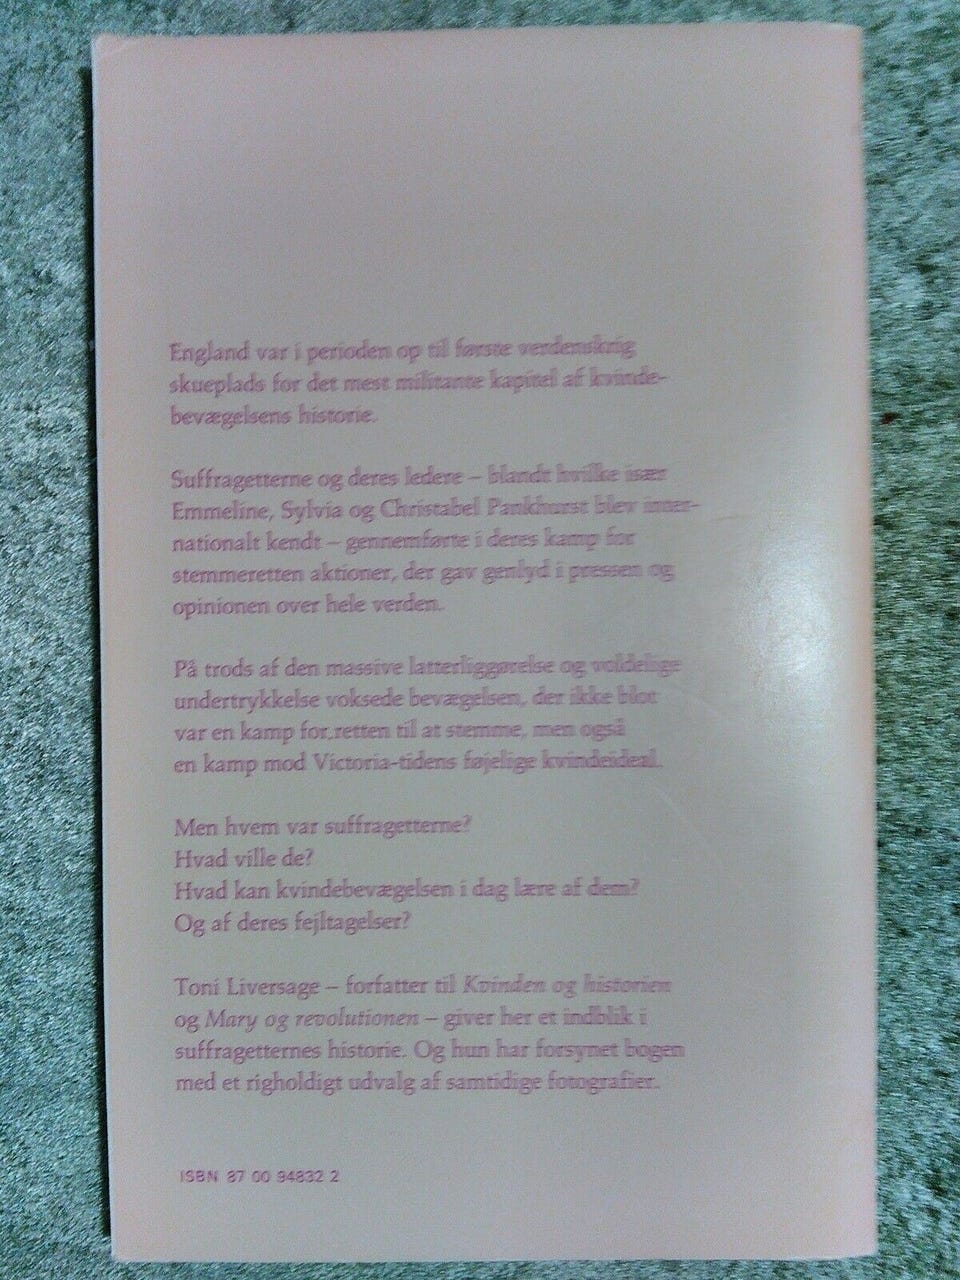 England var i perioden op til første verdenskrig
skueplads for det mest militante kapitel af kvinde-
bevægelsens historie.
Suffragetterne og deres ledere – blandt hvilke især
Emmeline, Sylvia og Christabel Pankhurst blev inter-
nationalt kendt – gennemførte i deres kamp for
stemmeretten aktioner, der gav genlyd i pressen og
opinionen over hele verden.
På trods af den massive latterliggørelse og voldelige
undertrykkelse voksede bevægelsen, der ikke blot
var en kamp for retten til at stemme, men også
en kamp mod Victoria-tidens føjelige kvindeideal.
Men hvem var suffragetterne?
Hvad ville de?
Hvad kan kvindebevægelsen i dag lære af dem?
Og af deres fejltagelser?
Toni Liversage – forfatter til Kvinden og historien
og Mary og revolutionen – giver her et indblik i
suffragetternes historie. Og hun har forsynet bogen
med et righoldigt udvalg af samtidige fotografier.
ISBN 87 00 94832 2